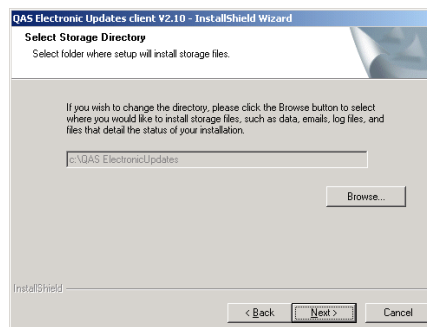 QAS Electronic Updates client V2.10 - InstallShield Wizard
Select Storage Directory
Select folder where setup will install storage files.
If you wish to change the directory, please click the Browse button to select
where you would like to install storage files, such as data, emails, log files, and
files that detail the status of your installation.
c:\QAS ElectronicUpdates
Browse...
InstallShield
< Back Next > Cancel